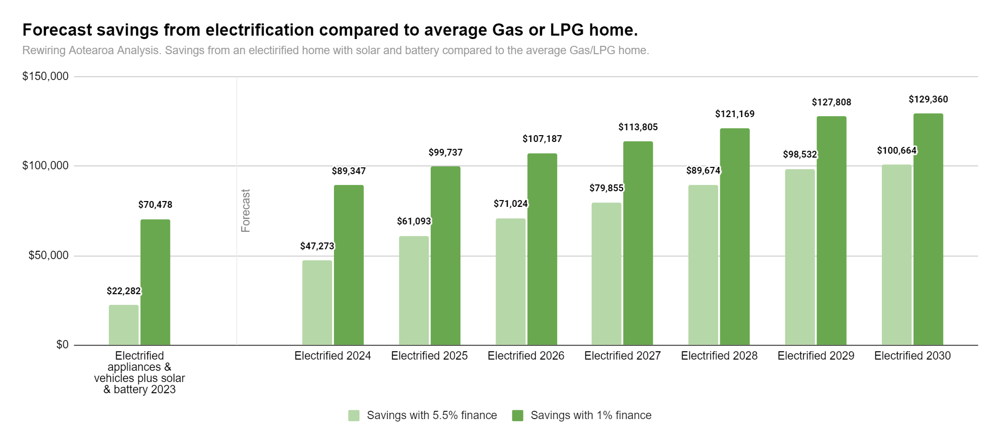 Forecast savings from electrification compared to average Gas or LPG home.
Rewiring Aotearoa Analysis. Savings from an electirified home with solar and battery compared to the average Gas/LPG home.
$150,000
$100,000
$50,000
$0
Forecast
$22,282
$70,478
$47,273
$89,347
$61,093
$99,737
$71,024
$107,187
$79,855
$113,805
$89,674
$121,169
$98,532
$127,808
$100,664
$129,360
Electrified
appliances &
vehicles plus solar
& battery 2023
Electrified 2024
Electrified 2025
Electrified 2026
Electrified 2027
Electrified 2028
Electrified 2029
Electrified 2030
Savings with 5.5% finance
Savings with 1% finance